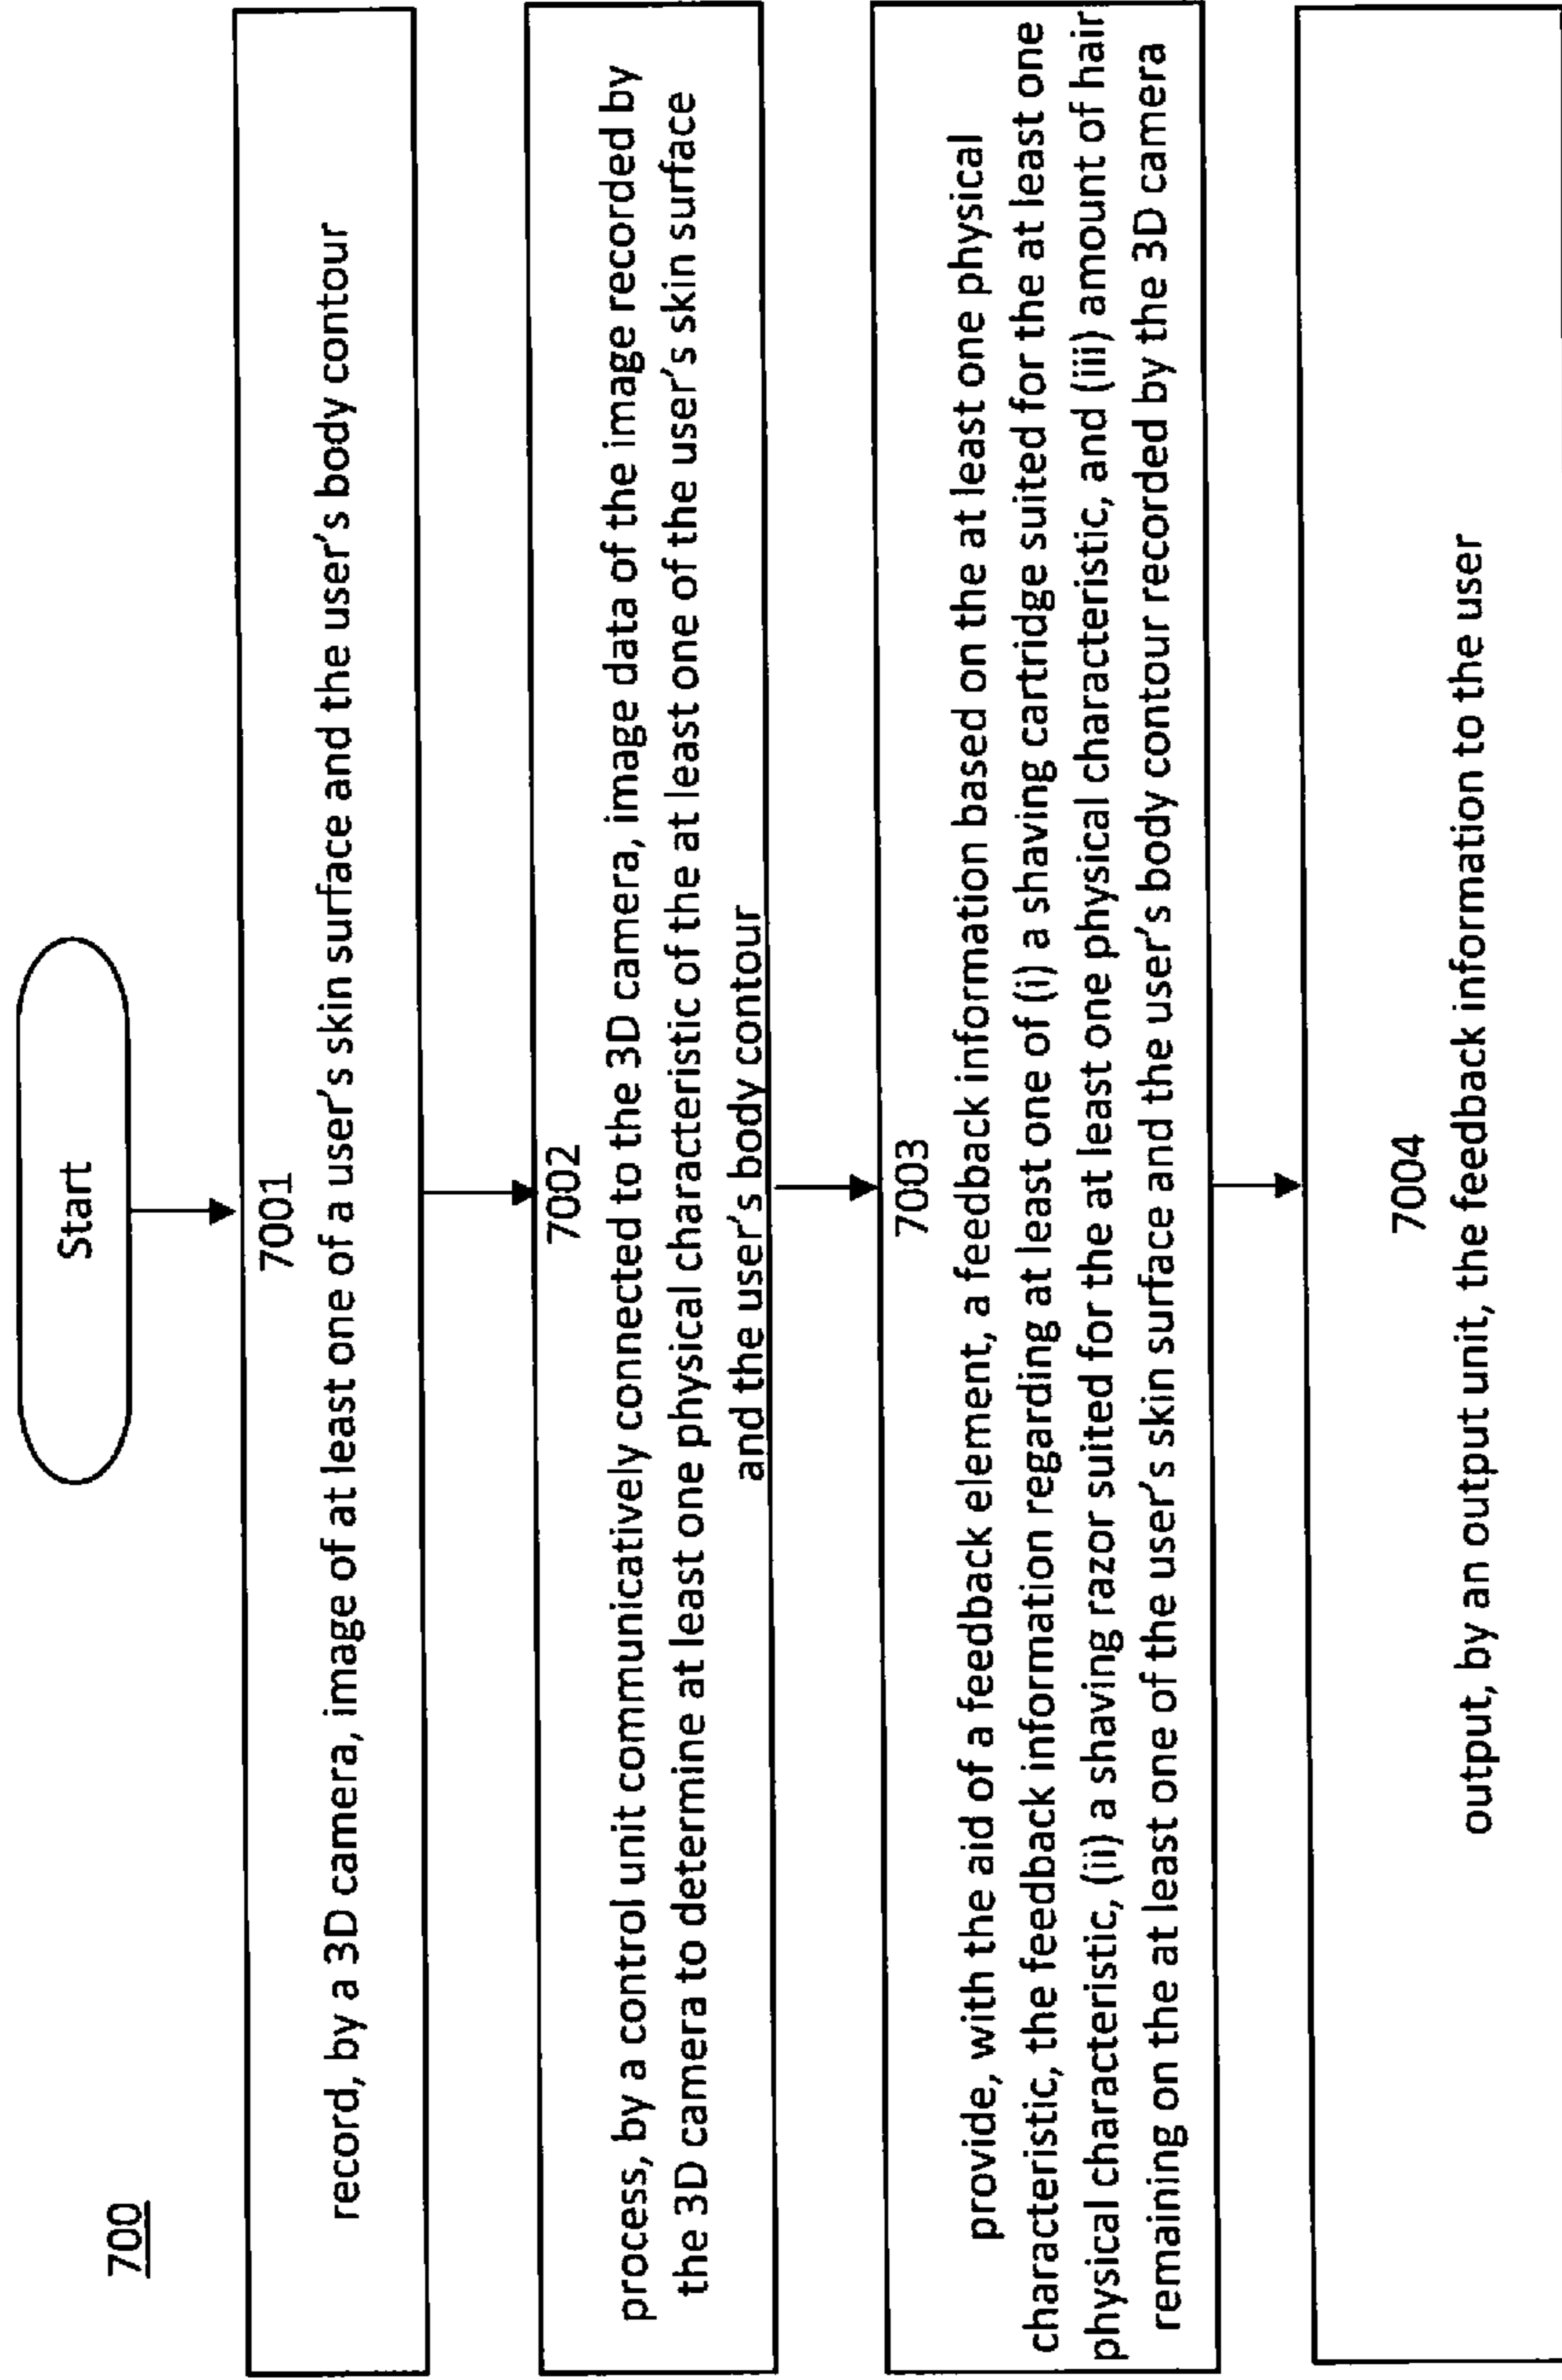 700
Start
7001
record, by a 3D camera, image of at least one of a user's skin surface and the user's body contour
7002
process, by a control unit communicatively connected to the 3D camera, image data of the image recorded by
the 3D camera to determine at least one physical characteristic of the at least one of the user's skin surface
and the user's body contour
7003
provide, with the aid of a feedback element, a feedback information based on the at least one physical
characteristic, the feedback information regarding at least one of (i) a shaving cartridge suited for the at least one
physical characteristic, (ii) a shaving razor suited for the at least one physical characteristic, and (iii) amount of hair
remaining on the at least one of the user's skin surface and the user's body contour recorded by the 3D camera
7004
output, by an output unit, the feedback information to the user